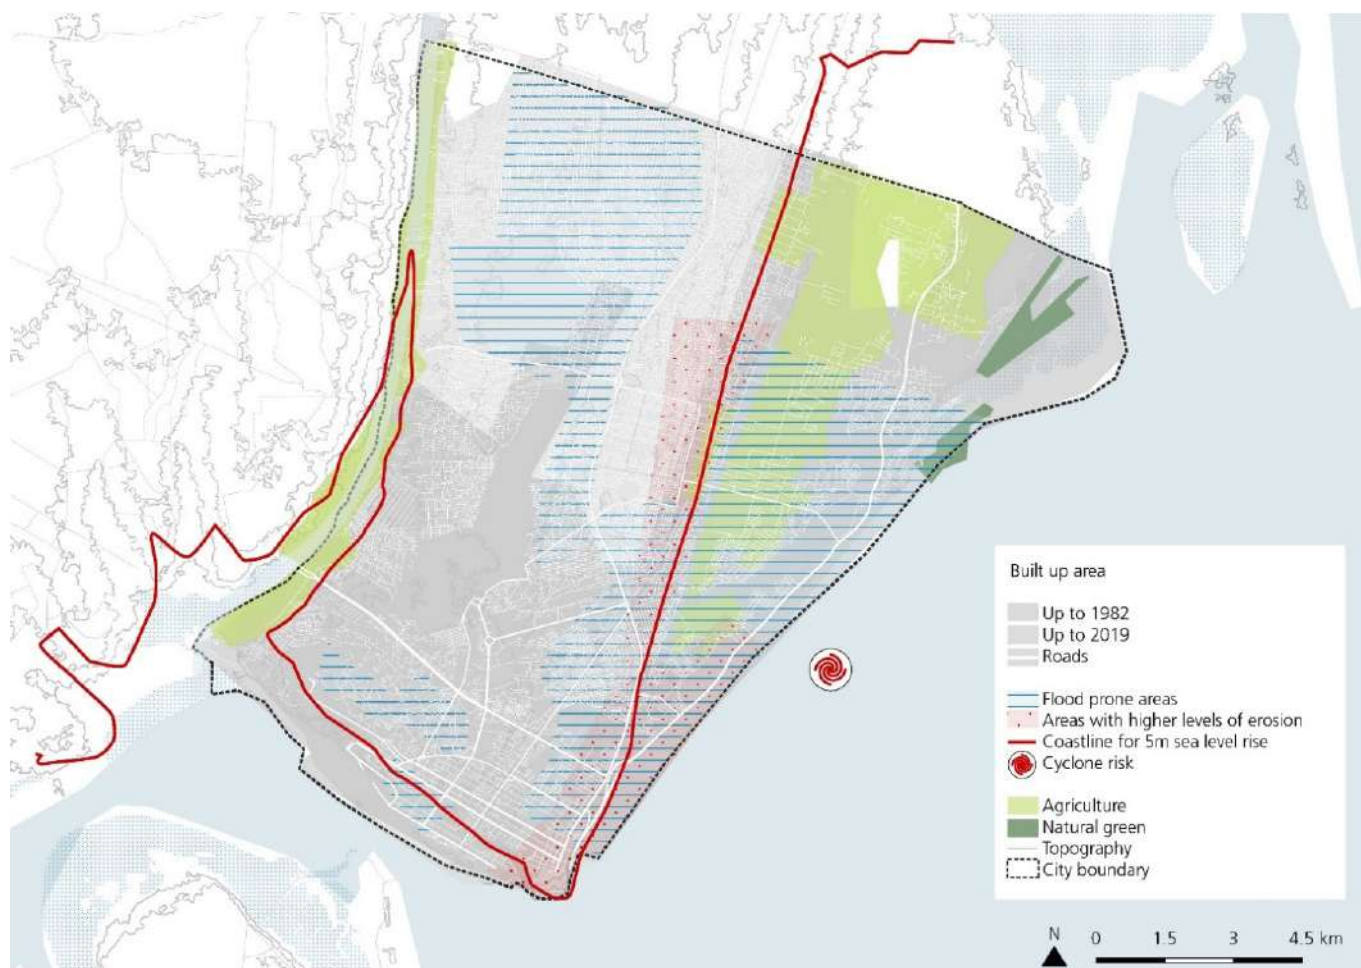 Built up area
Up to 1982
Up to 2019
Roads
Flood prone areas
Areas with higher levels of erosion
Coastline for 5m sea level rise
Cyclone risk
Agriculture
Natural green
Topography
City boundary
N 0 1.5 3 4.5 km